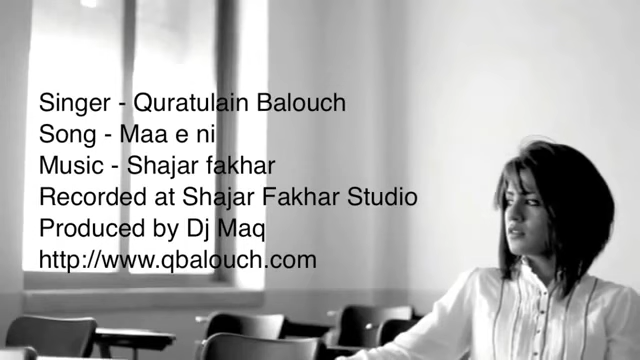 Singer - Quratulain Balouch
Song - Maa e ni
Music - Shajar fakhar
Recorded at Shajar Fakhar Studio
Produced by Dj Maq
http://www.qbalouch.com